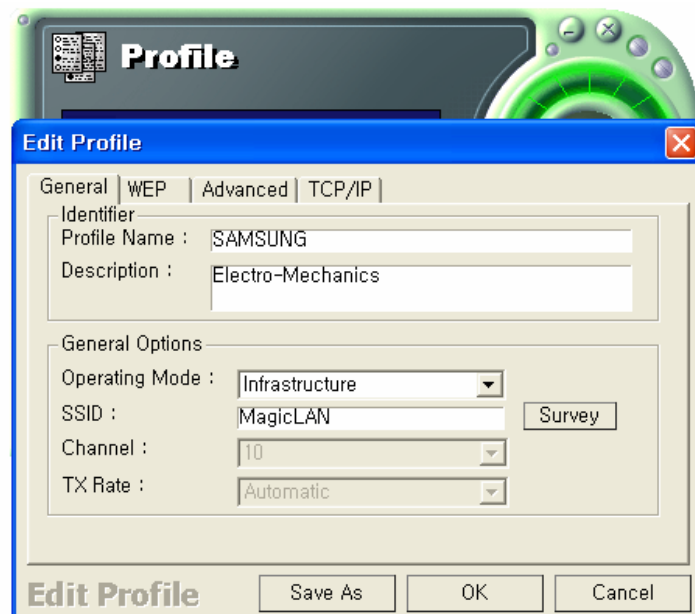 Profile
Edit Profile
General WEP Advanced TCP/IP
Identifier
Profile Name : SAMSUNG
Description : Electro-Mechanics
General Options
Operating Mode : Infrastructure
SSID : MagicLAN Survey
Channel : 10
TX Rate : Automatic
Edit Profile Save As OK Cancel